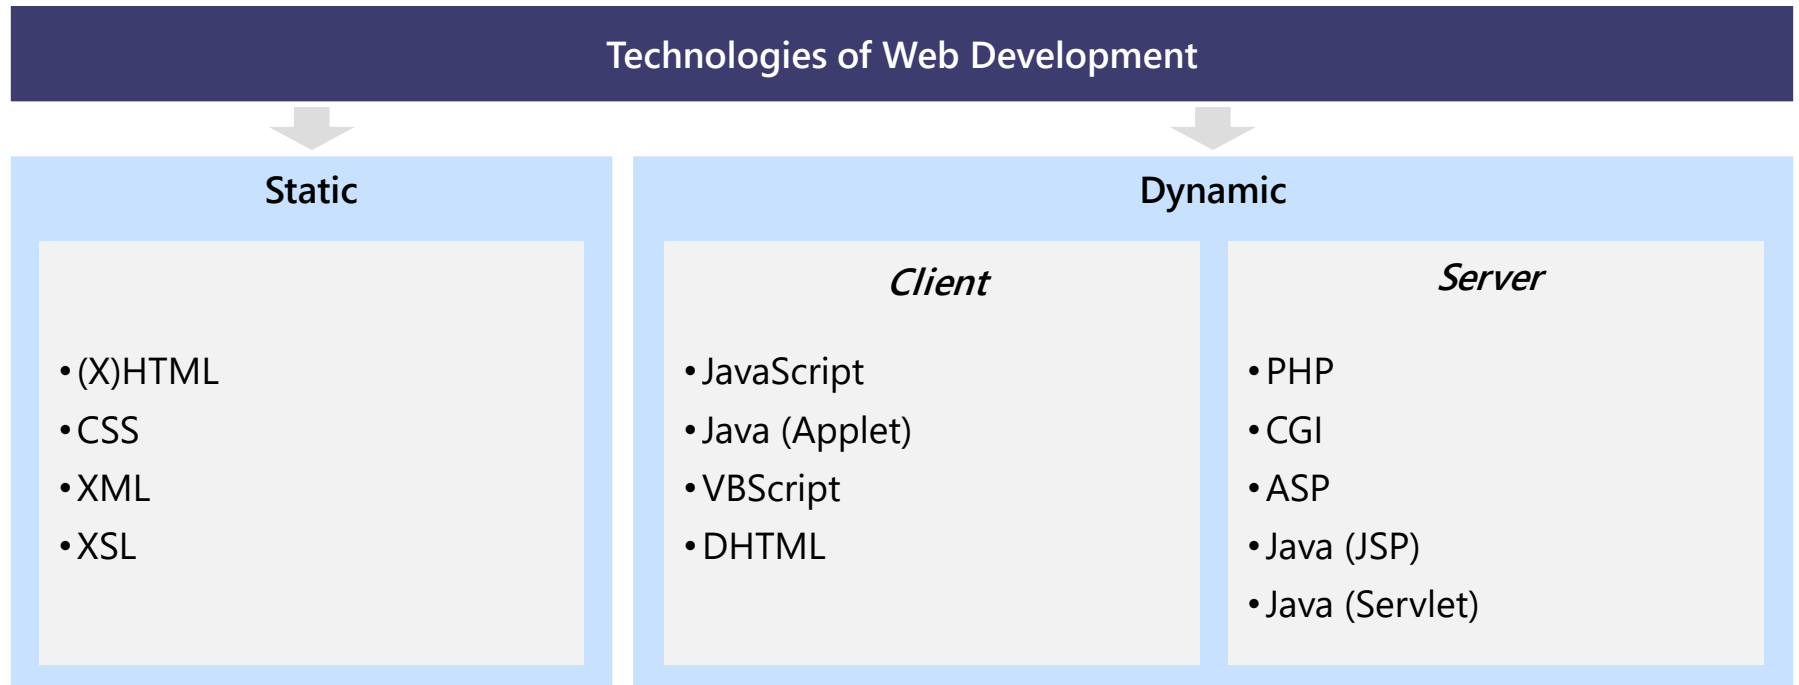 Technologies of Web Development
Static
• (X)HTML
• CSS
• XML
• XSL
Dynamic
Client
• JavaScript
• Java (Applet)
• VBScript
• DHTML
Server
• PHP
• CGI
• ASP
• Java (JSP)
• Java (Servlet)